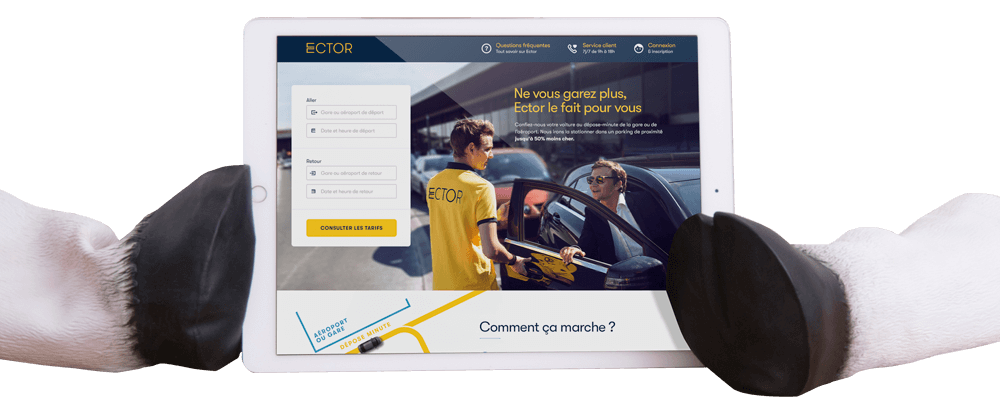 ECTOR
Questions fréquentes
Tout savoir sur Ector
Service client
7j/7 de 9h à 18h
Connexion
& inscription
Aller
Gare ou aéroport de départ
Date et heure de départ
Retour
Gare ou aéroport de retour
Date et heure de retour
CONSULTER LES TARIFS
Ne vous garez plus,
Ector le fait pour vous
Confiez-nous votre voiture au dépose-minute de la gare ou de
l'aéroport. Nous irons la stationner dans un parking de proximité
jusqu'à 50% moins cher.
ECTOR
AÉROPORT
OU GARE
DÉPOSE MINUTE
Comment ça marche ?